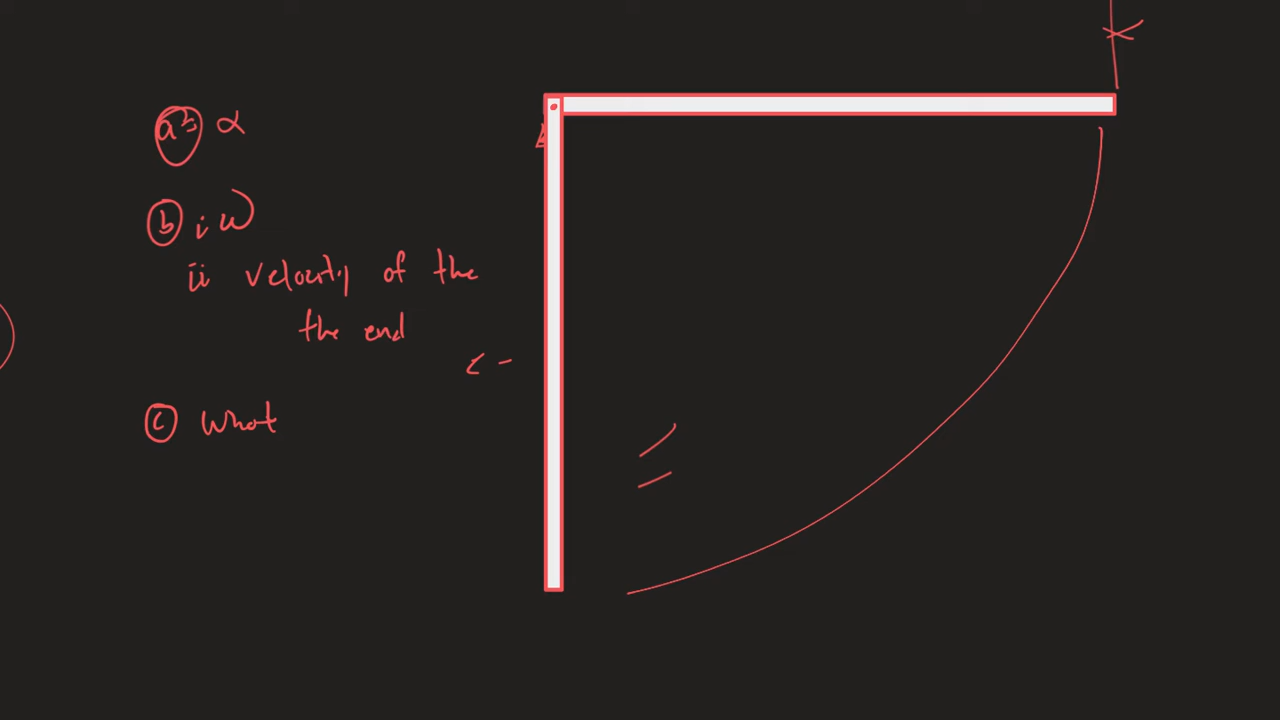 a α
b i ω
ii velocity of the
the end
c what